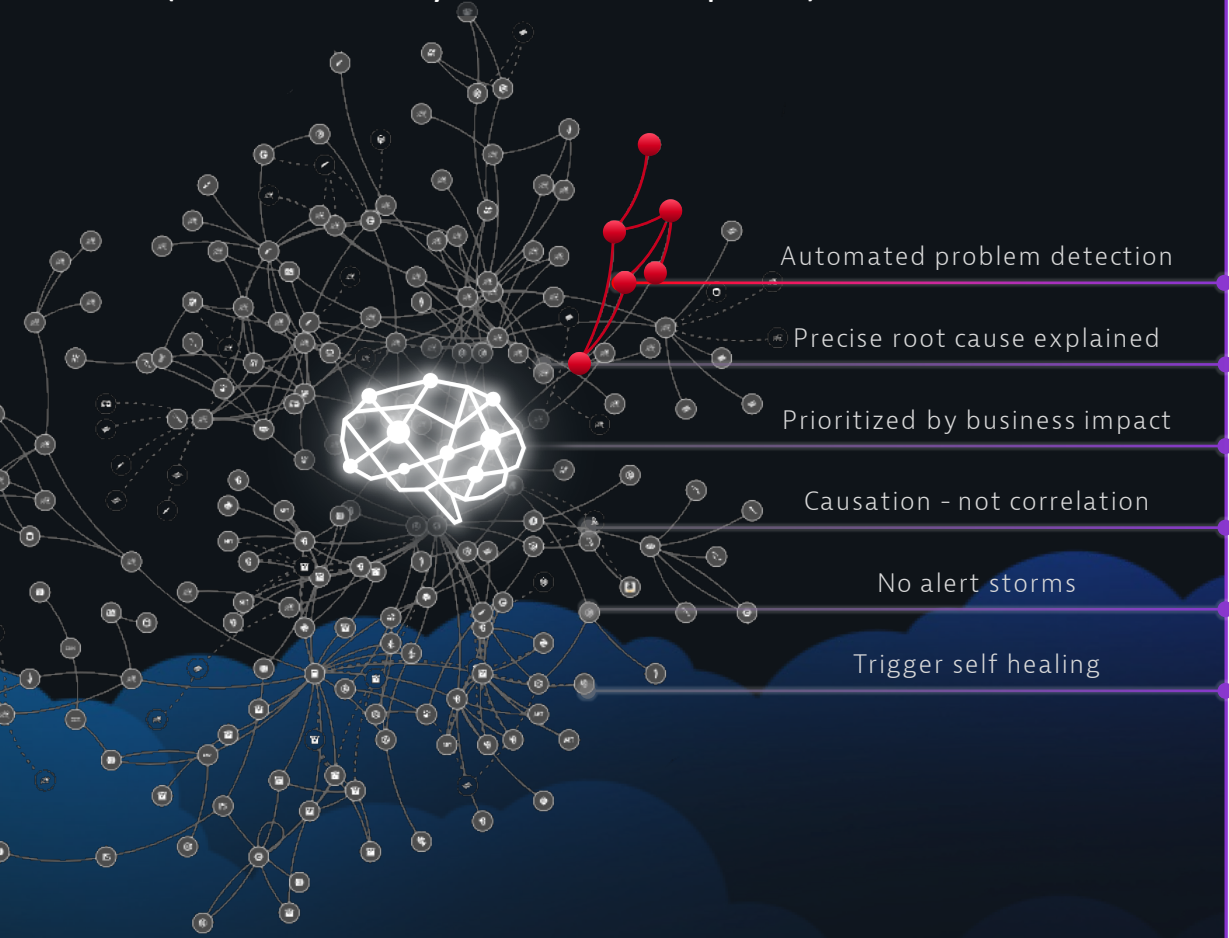 Automated problem detection
Precise root cause explained
Prioritized by business impact
Causation - not correlation
No alert storms
Trigger self healing